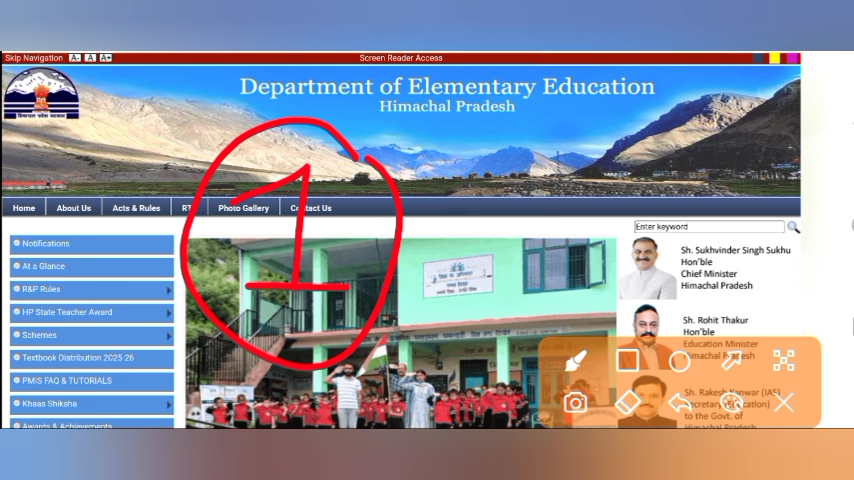 Skip Navigation A- A A+ Screen Reader Access
Department of Elementary Education
Himachal Pradesh
Home About Us Acts & Rules RT Photo Gallery Contact Us
Enter keyword
1
Notifications
At a Glance
R&P Rules
HP State Teacher Award
Schemes
Textbook Distribution 2025 26
PMIS FAQ & TUTORIALS
Khaas Shiksha
Awards & Achievements
Sh. Sukhvinder Singh Sukhu
Hon'ble
Chief Minister
Himachal Pradesh
Sh. Rohit Thakur
Hon'ble
Education Minister
Himachal Pradesh
Sh. Rakesh Kanwar (IAS)
Secretary (Education)
to the Govt. of
Himachal Pradesh